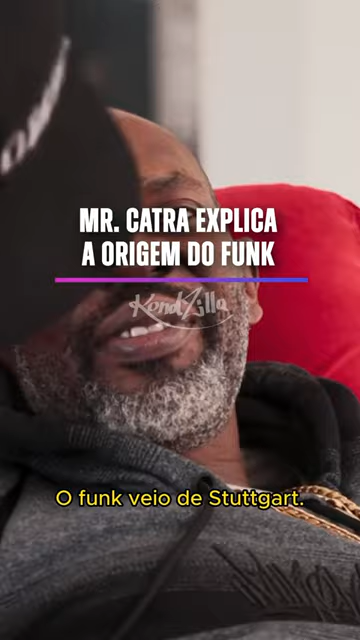 MR. CATRA EXPLICA
A ORIGEM DO FUNK
KondZilla
O funk veio de Stuttgart.